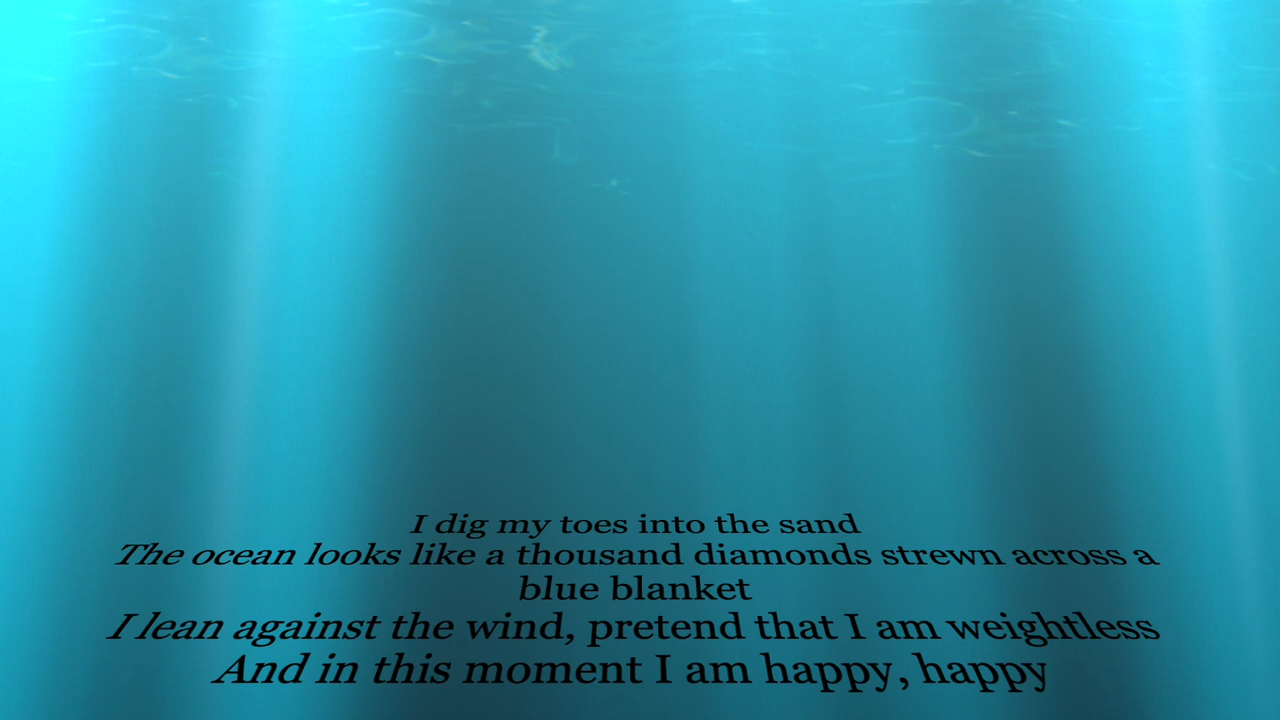 I dig my toes into the sand
The ocean looks like a thousand diamonds strewn across a
blue blanket
I lean against the wind, pretend that I am weightless
And in this moment I am happy, happy